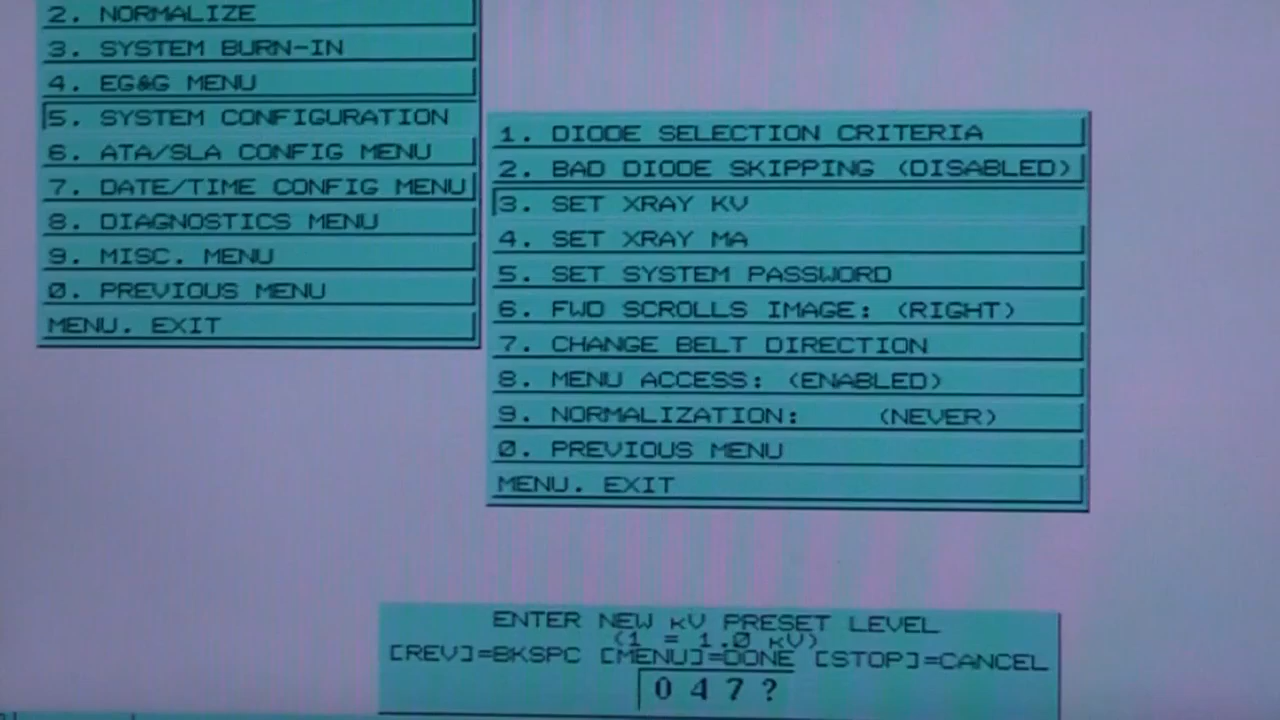 2. NORMALIZE
3. SYSTEM BURN-IN
4. EG&G MENU
5. SYSTEM CONFIGURATION
6. ATA/SLA CONFIG MENU
7. DATE/TIME CONFIG MENU
8. DIAGNOSTICS MENU
9. MISC. MENU
0. PREVIOUS MENU
MENU. EXIT
1. DIODE SELECTION CRITERIA
2. BAD DIODE SKIPPING (DISABLED)
3. SET XRAY KV
4. SET XRAY MA
5. SET SYSTEM PASSWORD
6. FWD SCROLLS IMAGE: (RIGHT)
7. CHANGE BELT DIRECTION
8. MENU ACCESS: (ENABLED)
9. NORMALIZATION: (NEVER)
0. PREVIOUS MENU
MENU. EXIT
ENTER NEW kV PRESET LEVEL
(1 = 1.0 kV)
[REV]=BKSPC [MENU]=DONE [STOP]=CANCEL
047?